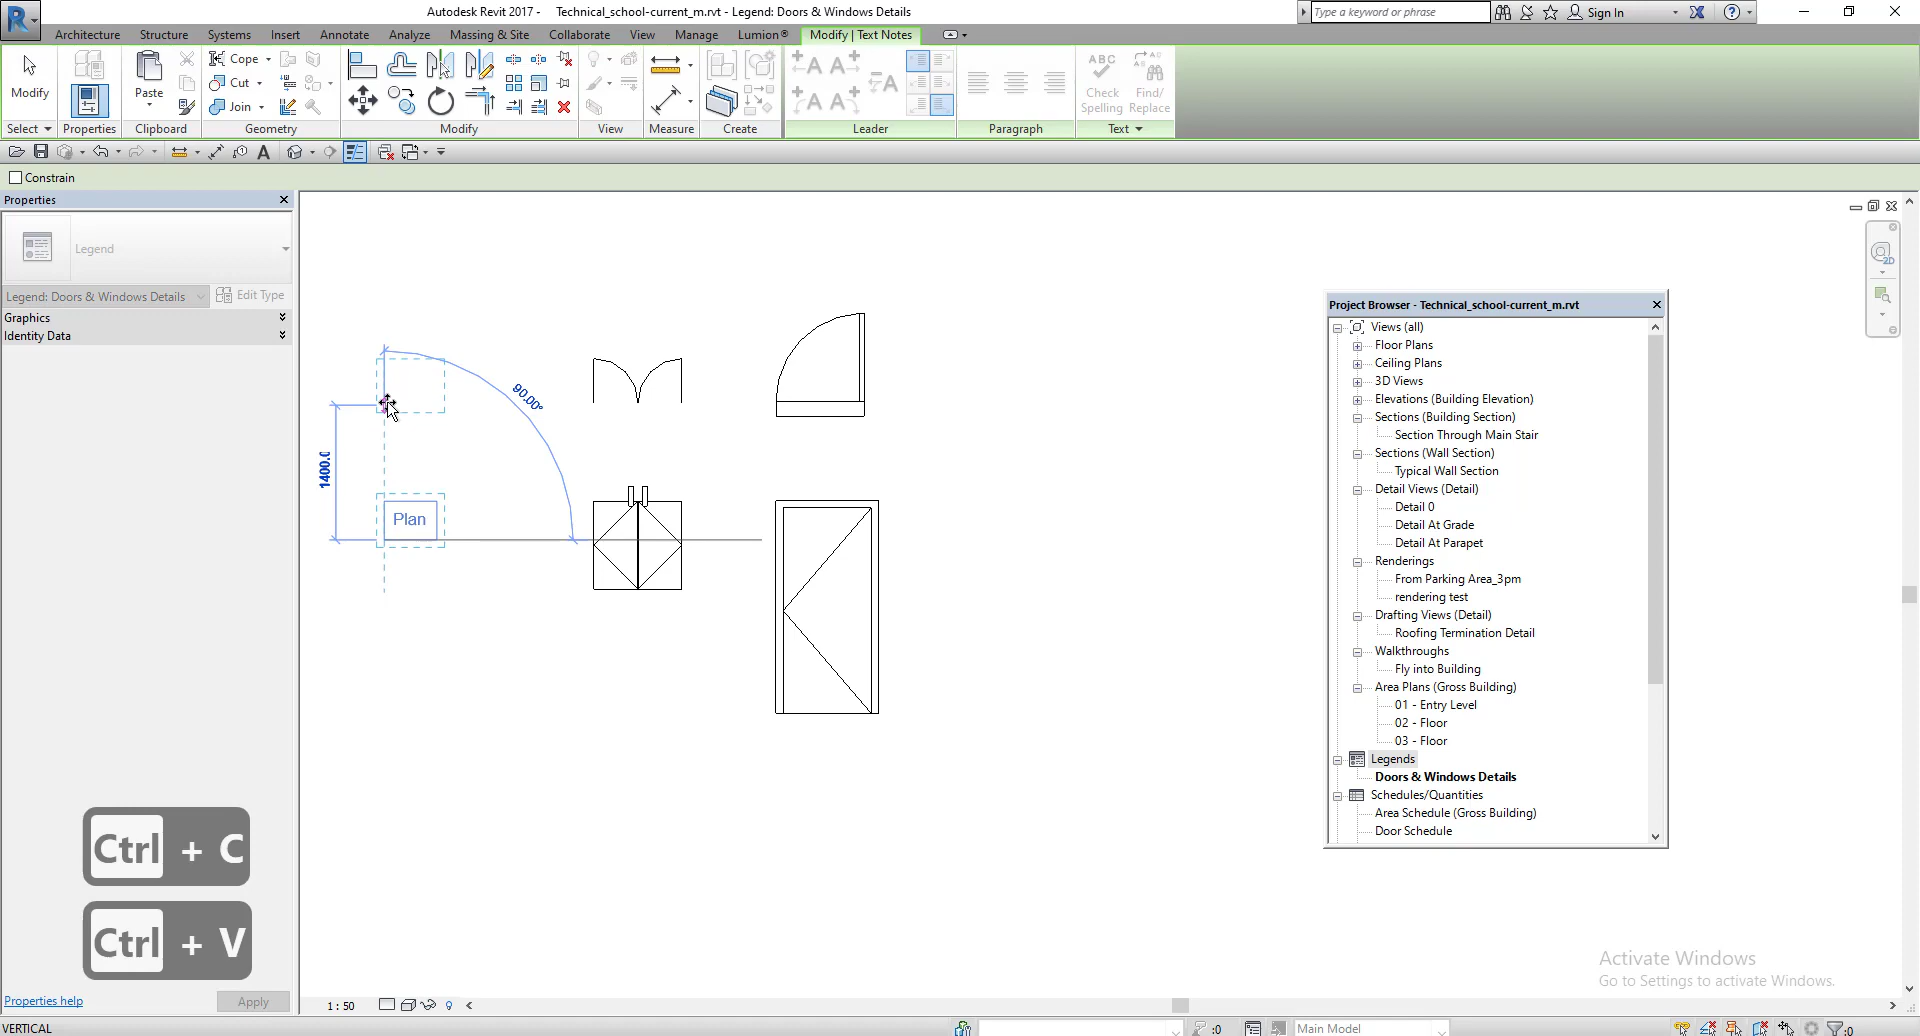 Autodesk Revit 2017 - Technical_school-current_m.rvt - Legend: Doors & Windows Details
Type a keyword or phrase
Sign In
Architecture Structure Systems Insert Annotate Analyze Massing & Site Collaborate View Manage Lumion® Modify | Text Notes
Modify
Paste
Cope
Cut
Join
Check Spelling
Find/ Replace
Select Properties Clipboard Geometry Modify View Measure Create Leader Paragraph Text
Constrain
Properties
Legend
Legend: Doors & Windows Details Edit Type
Graphics
Identity Data
90.00°
1400.0
Plan
Project Browser - Technical_school-current_m.rvt
Views (all)
Floor Plans
Ceiling Plans
3D Views
Elevations (Building Elevation)
Sections (Building Section)
Section Through Main Stair
Sections (Wall Section)
Typical Wall Section
Detail Views (Detail)
Detail 0
Detail At Grade
Detail At Parapet
Renderings
From Parking Area_3pm
rendering test
Drafting Views (Detail)
Roofing Termination Detail
Walkthroughs
Fly into Building
Area Plans (Gross Building)
01 - Entry Level
02 - Floor
03 - Floor
Legends
Doors & Windows Details
Schedules/Quantities
Area Schedule (Gross Building)
Door Schedule
2D
Ctrl + C
Ctrl + V
Activate Windows
Go to Settings to activate Windows.
Properties help Apply
1 : 50
VERTICAL
:0
Main Model
:0